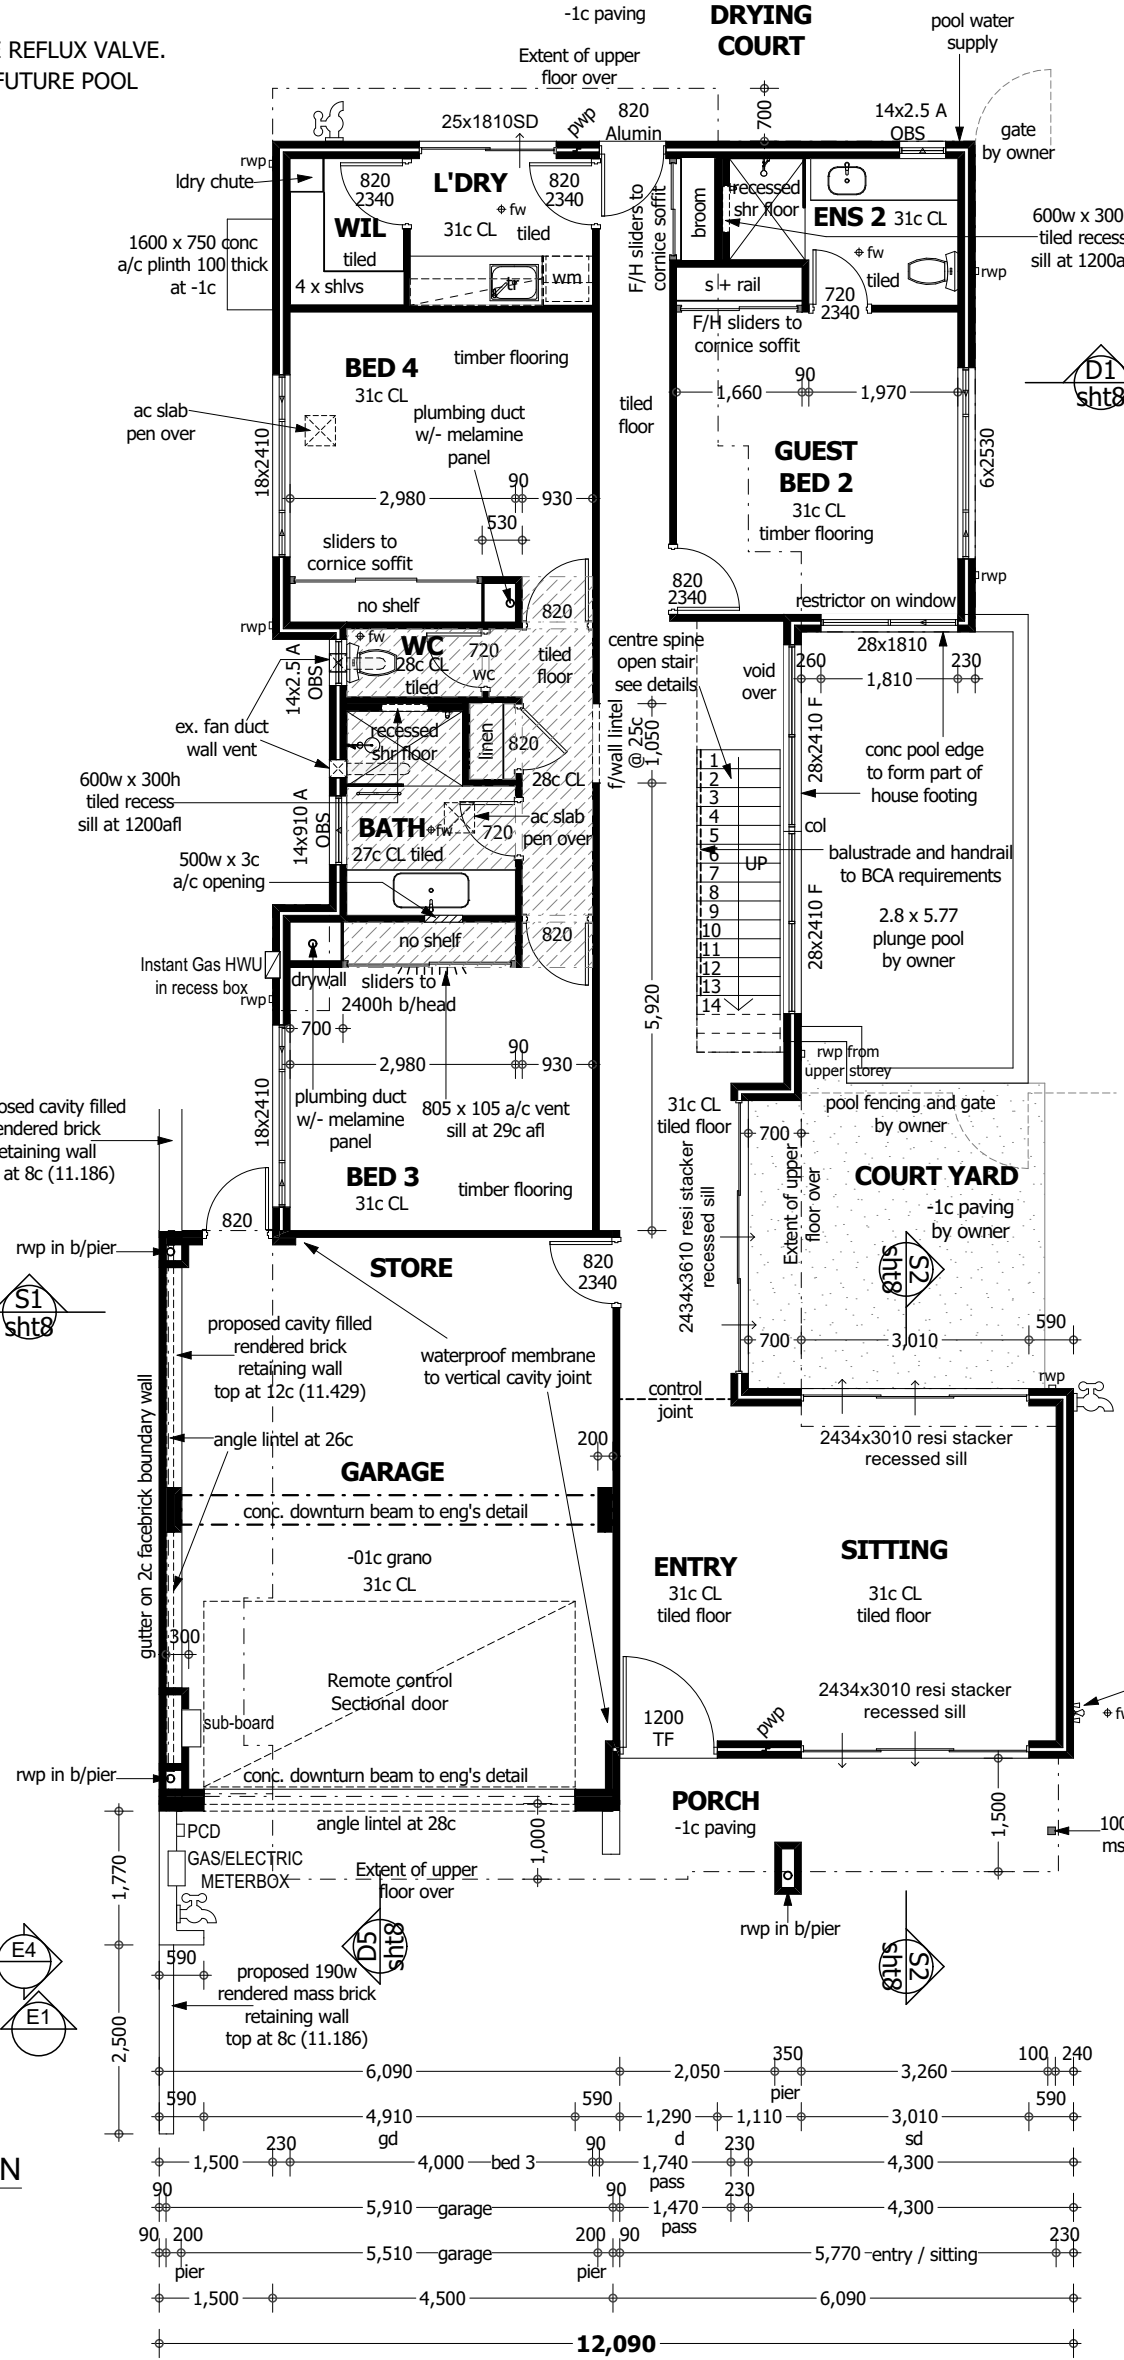 -1c paving
DRYING
COURT
pool water
supply
E REFLUX VALVE.
FUTURE POOL
Extent of upper
floor over
700
25x1810SD
pwp
820
Alumin
14x2.5 A
OBS
gate
by owner
rwp
ldry chute
820
2340
L'DRY
820
2340
fw
31c CL
tiled
WIL
tiled
4 x shlvs
tr
wm
F/H sliders to
cornice soffit
broom
recessed
shr floor
ENS 2
31c CL
fw
tiled
600w x 300
tiled recess
sill at 1200a
rwp
1600 x 750 conc
a/c plinth 100 thick
at -1c
s + rail
720
2340
F/H sliders to
cornice soffit
BED 4
31c CL
timber flooring
D1
sht8
90
1,660
1,970
ac slab
pen over
plumbing duct
w/- melamine
panel
tiled
floor
18x2410
GUEST
BED 2
31c CL
timber flooring
6x2530
90
2,980
930
530
sliders to
cornice soffit
no shelf
820
820
2340
restrictor on window
rwp
rwp
fw
WC
28c CL
tiled
720
wc
tiled
floor
14x2.5 A
OBS
centre spine
open stair
see details
void
over
28x1810
260
230
1,810
ex. fan duct
wall vent
recessed
shr floor
linen
820
28c CL
f/wall lintel
@ 25c
1,050
28x2410 F
conc pool edge
to form part of
house footing
600w x 300h
tiled recess
sill at 1200afl
14x910 A
OBS
BATH
fw
27c CL tiled
720
ac slab
pen over
1
2
3
4
5
6
7
8
9
10
11
12
13
14
UP
col
balustrade and handrail
to BCA requirements
500w x 3c
a/c opening
28x2410 F
2.8 x 5.77
plunge pool
by owner
no shelf
820
Instant Gas HWU
in recess box
rwp
drywall
sliders to
2400h b/head
700
90
2,980
930
5,920
rwp from
upper storey
18x2410
plumbing duct
w/- melamine
panel
805 x 105 a/c vent
sill at 29c afl
31c CL
tiled floor
pool fencing and gate
by owner
osed cavity filled
endered brick
etaining wall
at 8c (11.186)
700
BED 3
31c CL
timber flooring
2434x3610 resi stacker
recessed sill
Extent of upper
floor over
COURT YARD
-1c paving
by owner
820
rwp in b/pier
STORE
820
2340
S2
sht8
S1
sht8
proposed cavity filled
rendered brick
retaining wall
top at 12c (11.429)
waterproof membrane
to vertical cavity joint
700
3,010
590
rwp
control
joint
gutter on 2c facebrick boundary wall
angle lintel at 26c
200
2434x3010 resi stacker
recessed sill
GARAGE
conc. downturn beam to eng's detail
-01c grano
31c CL
ENTRY
31c CL
tiled floor
SITTING
31c CL
tiled floor
300
Remote control
Sectional door
2434x3010 resi stacker
recessed sill
sub-board
1200
TF
pwp
rwp in b/pier
conc. downturn beam to eng's detail
PORCH
-1c paving
angle lintel at 28c
1,000
1,500
PCD
GAS/ELECTRIC
METERBOX
1,770
Extent of upper
floor over
rwp in b/pier
D5
sht8
S2
sht8
E4
E1
590
proposed 190w
rendered mass brick
retaining wall
top at 8c (11.186)
2,500
6,090
2,050
350
pier
3,260
100
240
590
4,910
gd
590
1,290
d
1,110
3,010
sd
590
1,500
230
4,000
bed 3
90
1,740
pass
230
4,300
N
90
5,910
garage
90
1,470
pass
230
4,300
90
200
pier
5,510
garage
200
pier
90
5,770
entry / sitting
230
1,500
4,500
6,090
12,090